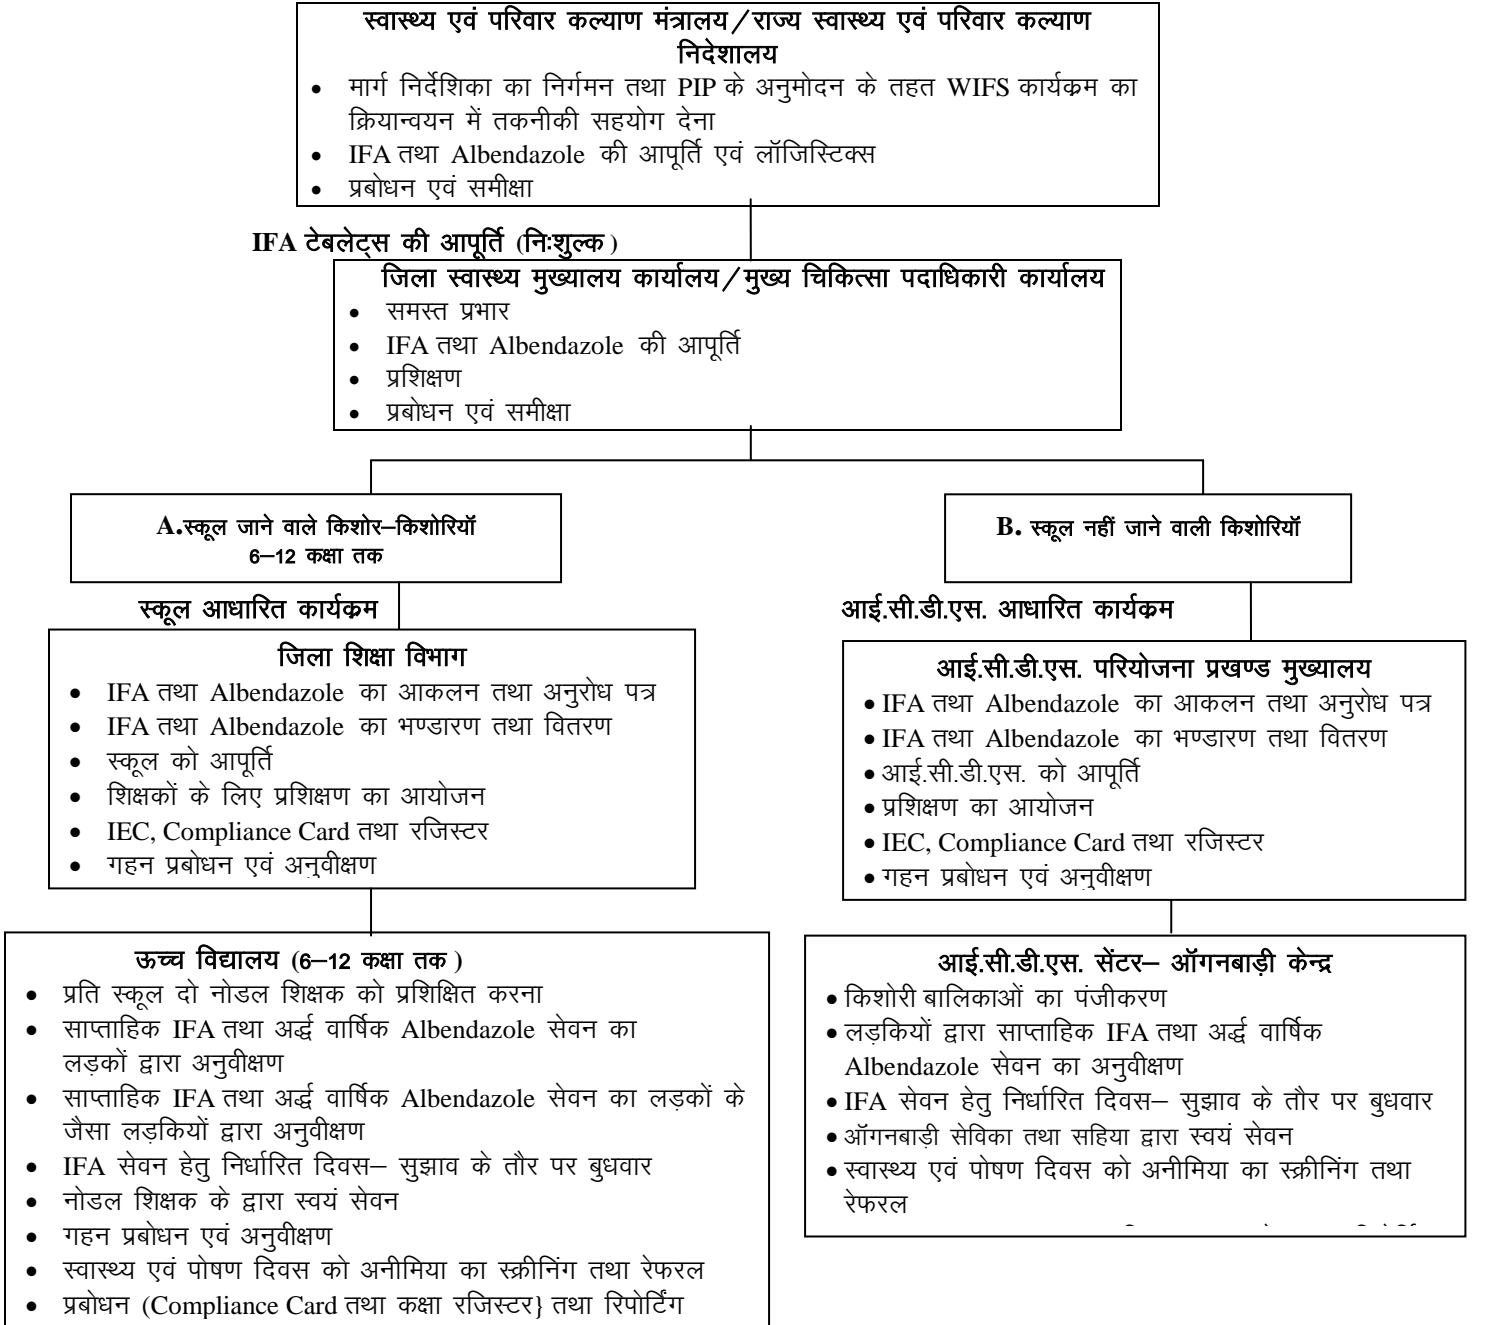 स्वास्थ्य एवं परिवार कल्याण मंत्रालय/राज्य स्वास्थ्य एवं परिवार कल्याण
निदेशालय
• मार्ग निर्देशिका का निर्गमन तथा PIP के अनुमोदन के तहत WIFS कार्यक्रम का
क्रियान्वयन में तकनीकी सहयोग देना
• IFA तथा Albendazole की आपूर्ति एवं लॉजिस्टिक्स
• प्रबोधन एवं समीक्षा
IFA टेबलेट्स की आपूर्ति (निःशुल्क)
जिला स्वास्थ्य मुख्यालय कार्यालय/मुख्य चिकित्सा पदाधिकारी कार्यालय
• समस्त प्रभार
• IFA तथा Albendazole की आपूर्ति
• प्रशिक्षण
• प्रबोधन एवं समीक्षा
A.स्कूल जाने वाले किशोर–किशोरियॉ
6–12 कक्षा तक
स्कूल आधारित कार्यक्रम
जिला शिक्षा विभाग
• IFA तथा Albendazole का आकलन तथा अनुरोध पत्र
• IFA तथा Albendazole का भण्डारण तथा वितरण
• स्कूल को आपूर्ति
• शिक्षकों के लिए प्रशिक्षण का आयोजन
• IEC, Compliance Card तथा रजिस्टर
• गहन प्रबोधन एवं अनुवीक्षण
ऊच्च विद्यालय (6–12 कक्षा तक)
• प्रति स्कूल दो नोडल शिक्षक को प्रशिक्षित करना
• साप्ताहिक IFA तथा अर्द्ध वार्षिक Albendazole सेवन का
लड़कों द्वारा अनुवीक्षण
• साप्ताहिक IFA तथा अर्द्ध वार्षिक Albendazole सेवन का लड़कों के
जैसा लड़कियों द्वारा अनुवीक्षण
• IFA सेवन हेतु निर्धारित दिवस– सुझाव के तौर पर बुधवार
• नोडल शिक्षक के द्वारा स्वयं सेवन
• गहन प्रबोधन एवं अनुवीक्षण
• स्वास्थ्य एवं पोषण दिवस को अनीमिया का स्क्रीनिंग तथा रेफरल
• प्रबोधन (Compliance Card तथा कक्षा रजिस्टर} तथा रिपोर्टिंग
B. स्कूल नहीं जाने वाली किशोरियॉ
आई.सी.डी.एस. आधारित कार्यक्रम
आई.सी.डी.एस. परियोजना प्रखण्ड मुख्यालय
• IFA तथा Albendazole का आकलन तथा अनुरोध पत्र
• IFA तथा Albendazole का भण्डारण तथा वितरण
• आई.सी.डी.एस. को आपूर्ति
• प्रशिक्षण का आयोजन
• IEC, Compliance Card तथा रजिस्टर
• गहन प्रबोधन एवं अनुवीक्षण
आई.सी.डी.एस. सेंटर– ऑगनबाड़ी केन्द्र
• किशोरी बालिकाओं का पंजीकरण
• लड़कियों द्वारा साप्ताहिक IFA तथा अर्द्ध वार्षिक
Albendazole सेवन का अनुवीक्षण
• IFA सेवन हेतु निर्धारित दिवस– सुझाव के तौर पर बुधवार
• ऑगनबाड़ी सेविका तथा सहिया द्वारा स्वयं सेवन
• स्वास्थ्य एवं पोषण दिवस को अनीमिया का स्क्रीनिंग तथा
रेफरल